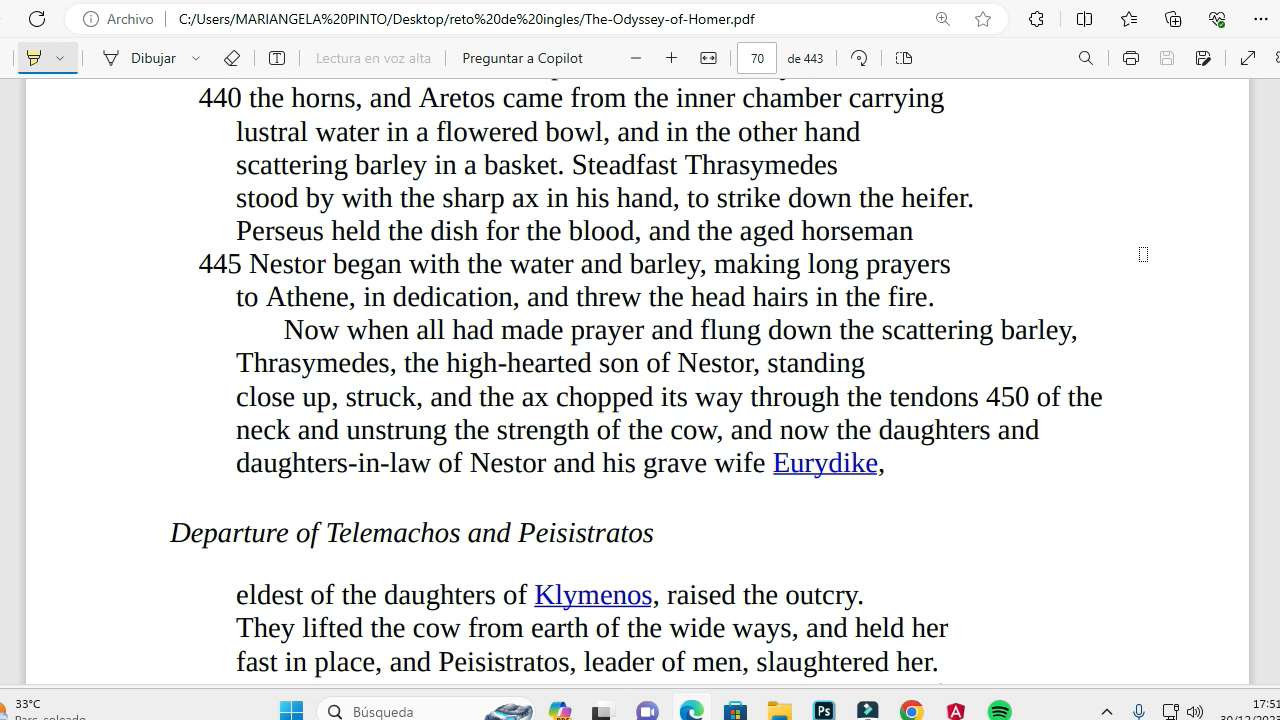 Archivo
C:/Users/MARIANGELA%20PINTO/Desktop/reto%20de%20ingles/The-Odyssey-of-Homer.pdf
Dibujar
Lectura en voz alta
Preguntar a Copilot
70
de 443
440 the horns, and Aretos came from the inner chamber carrying
lustral water in a flowered bowl, and in the other hand
scattering barley in a basket. Steadfast Thrasymedes
stood by with the sharp ax in his hand, to strike down the heifer.
Perseus held the dish for the blood, and the aged horseman
445 Nestor began with the water and barley, making long prayers
to Athene, in dedication, and threw the head hairs in the fire.
Now when all had made prayer and flung down the scattering barley,
Thrasymedes, the high-hearted son of Nestor, standing
close up, struck, and the ax chopped its way through the tendons 450 of the
neck and unstrung the strength of the cow, and now the daughters and
daughters-in-law of Nestor and his grave wife Eurydike,
Departure of Telemachos and Peisistratos
eldest of the daughters of Klymenos, raised the outcry.
They lifted the cow from earth of the wide ways, and held her
fast in place, and Peisistratos, leader of men, slaughtered her.
33°C
Búsqueda
Ps
17:5